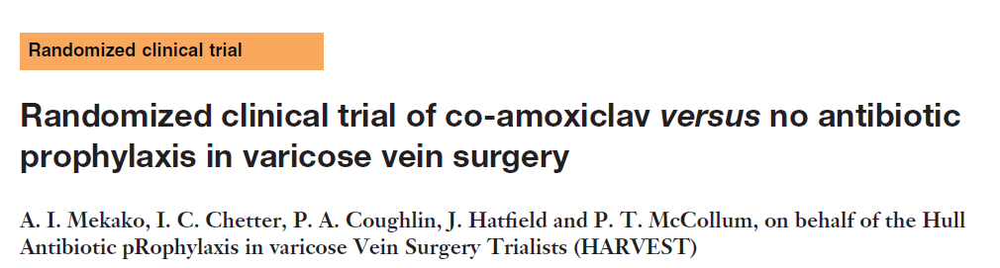 Randomized clinical trial
Randomized clinical trial of co-amoxiclav versus no antibiotic
prophylaxis in varicose vein surgery
A. I. Mekako, I. C. Chetter, P. A. Coughlin, J. Hatfield and P. T. McCollum, on behalf of the Hull
Antibiotic pRophylaxis in varicose Vein Surgery Trialists (HARVEST)